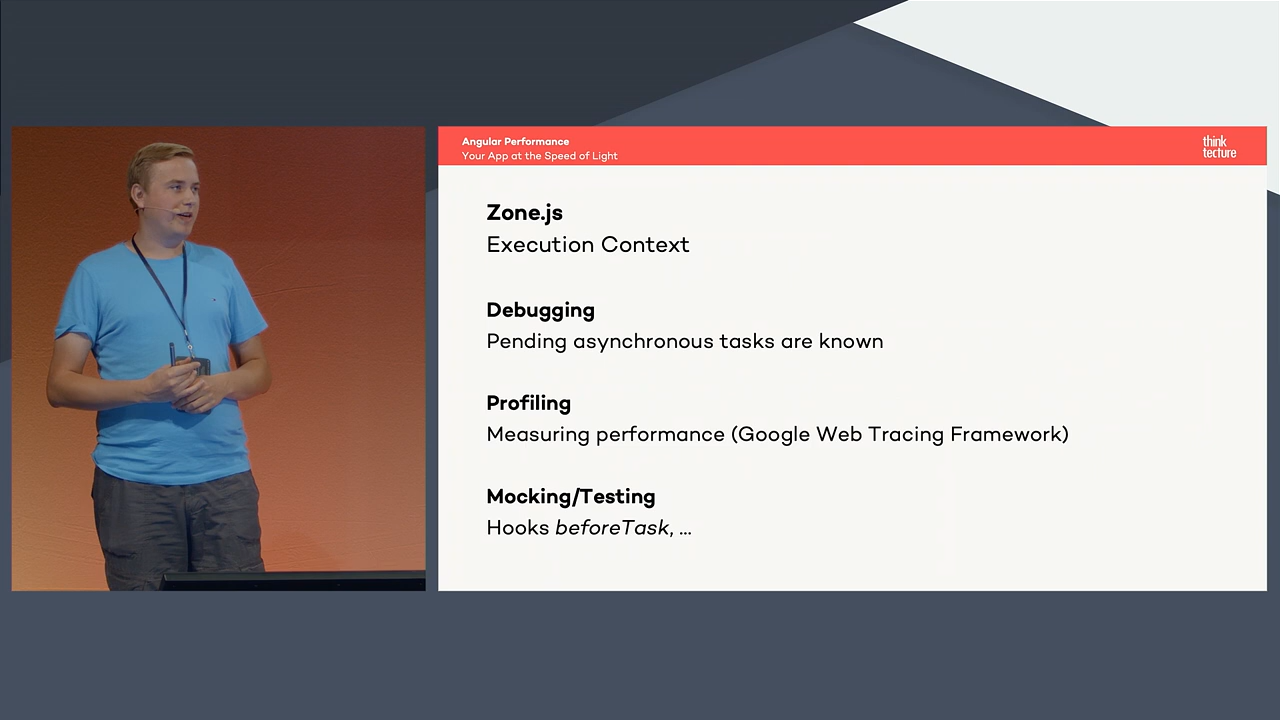 Angular Performance
Your App at the Speed of Light
think
tecture
Zone.js
Execution Context
Debugging
Pending asynchronous tasks are known
Profiling
Measuring performance (Google Web Tracing Framework)
Mocking/Testing
Hooks beforeTask, ...